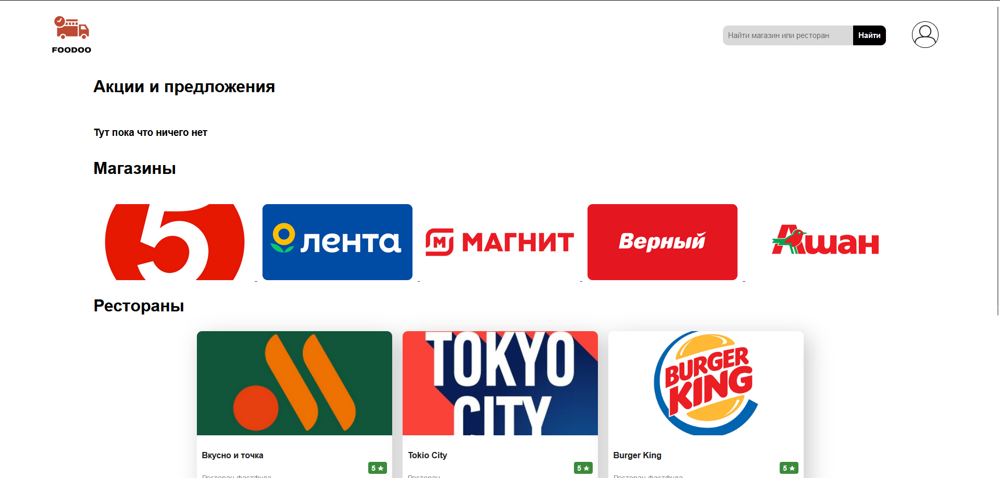 FOODOO
Найти магазин или ресторан
Найти
Акции и предложения
Тут пока что ничего нет
Магазины
5
лента
М МАГНИТ
Верный
Ашан
Рестораны
TOKYO
CITY
BURGER
KING
Вкусно и точка
5 ★
Tokio City
5 ★
Burger King
5 ★
Ресторан фастфуда
Ресторан
Ресторан фастфуда